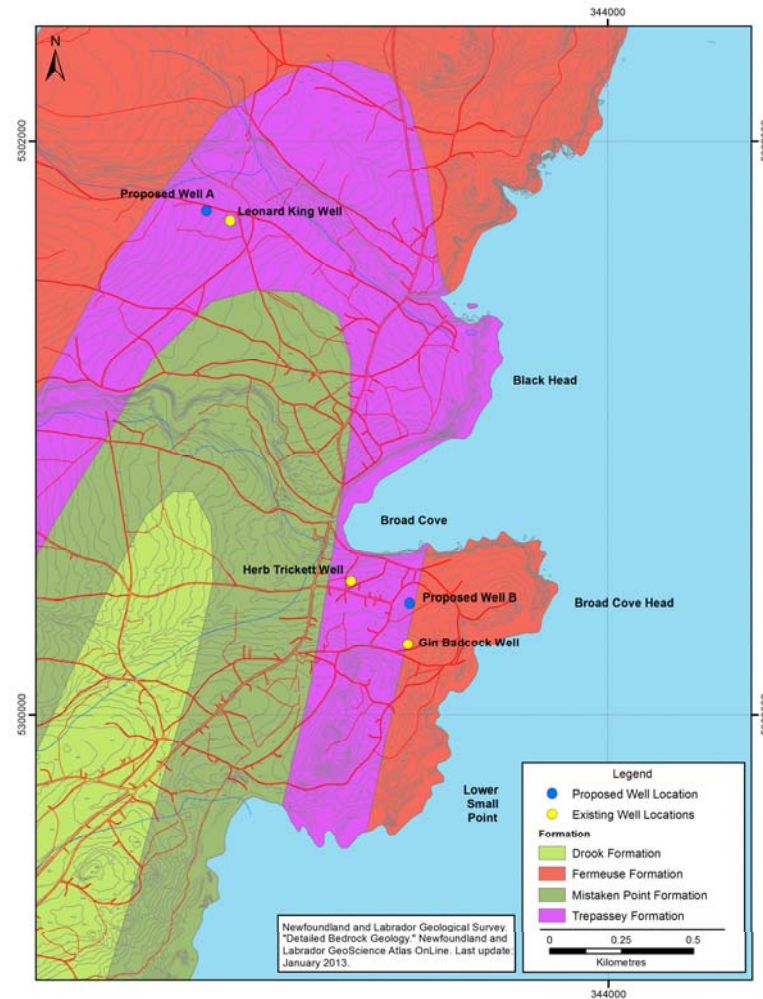 344000
N
5302000
Proposed Well A
Leonard King Well
Black Head
Broad Cove
Herb Trickett Well
Proposed Well B
Broad Cove Head
Gin Badcock Well
5300000
Lower
Small
Point
Legend
Proposed Well Location
Existing Well Locations
Formation
Drook Formation
Fermeuse Formation
Mistaken Point Formation
Trepassey Formation
0 0.25 0.5
Kilometres
Newfoundland and Labrador Geological Survey.
"Detailed Bedrock Geology." Newfoundland and
Labrador GeoScience Atlas OnLine. Last update:
January 2013.
344000